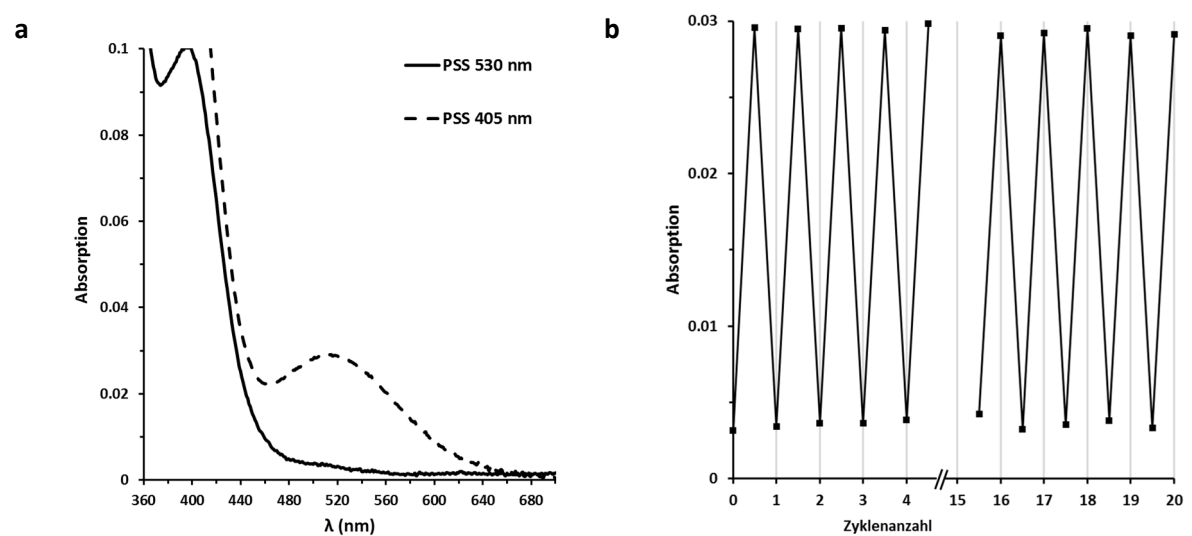 a
PSS 530 nm
PSS 405 nm
Absorption
0.1
0.08
0.06
0.04
0.02
0
360 400 440 480 520 560 600 640 680
λ (nm)
b
Absorption
0.03
0.02
0.01
0
0 1 2 3 4 // 15 16 17 18 19 20
Zyklenanzahl